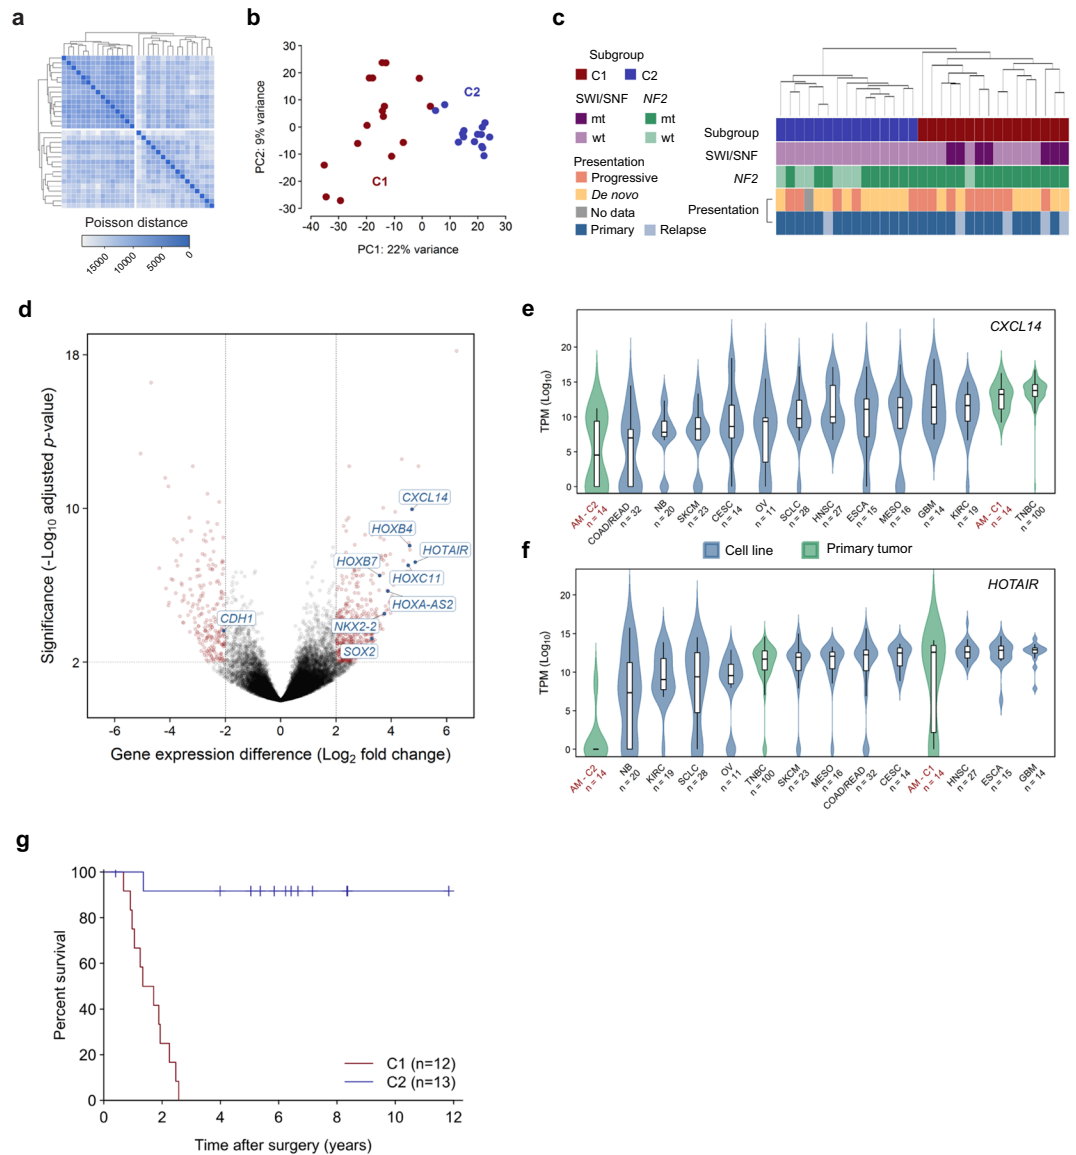 a
Poisson distance
15000
10000
5000
0
b
30
20
10
0
-10
-20
-30
PC2: 9% variance
C2
C1
-40
-30
-20
-10
0
10
20
30
PC1: 22% variance
c
Subgroup
C1
C2
SWI/SNF
NF2
mt
mt
wt
wt
Presentation
Progressive
De novo
No data
Primary
Relapse
Subgroup
SWI/SNF
NF2
Presentation
d
Significance (-Log10 adjusted p-value)
18
10
2
CXCL14
HOXB4
HOTAIR
HOXB7
HOXC11
HOXA-AS2
CDH1
NKX2-2
SOX2
-6
-4
-2
0
2
4
6
Gene expression difference (Log2 fold change)
e
CXCL14
TPM (Log10)
20
15
10
5
0
AM - C2
n = 14
COAD/READ
n = 32
NB
n = 20
SKCM
n = 23
CESC
n = 14
OV
n = 11
SCLC
n = 28
HNSC
n = 27
ESCA
n = 15
MESO
n = 16
GBM
n = 14
KIRC
n = 19
AM - C1
n = 14
TNBC
n = 100
Cell line
Primary tumor
f
HOTAIR
TPM (Log10)
20
15
10
5
0
AM - C2
n = 14
NB
n = 20
KIRC
n = 19
SCLC
n = 28
OV
n = 11
TNBC
n = 100
SKCM
n = 23
MESO
n = 16
COAD/READ
n = 32
CESC
n = 14
AM - C1
n = 14
HNSC
n = 27
ESCA
n = 15
GBM
n = 14
g
Percent survival
100
80
60
40
20
0
C1 (n=12)
C2 (n=13)
0
2
4
6
8
10
12
Time after surgery (years)